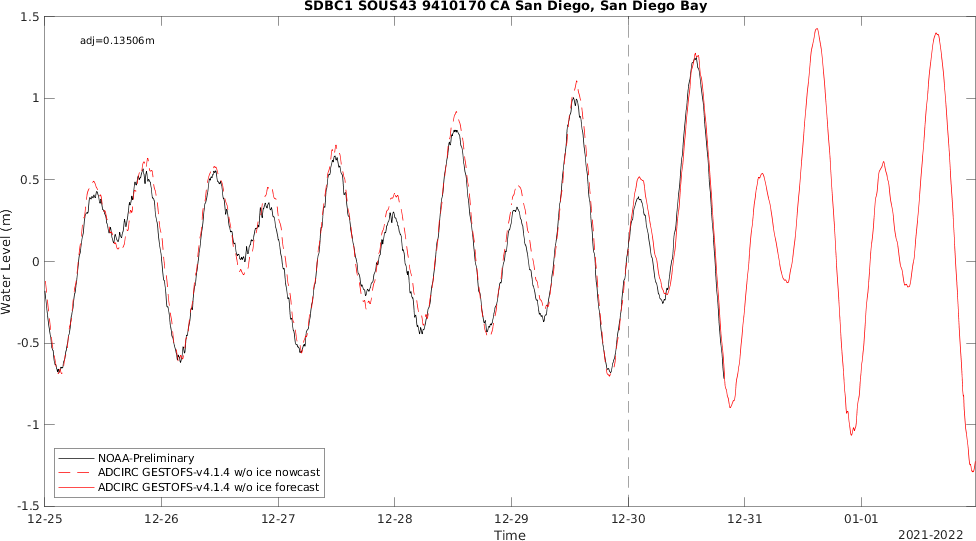 SDBC1 SOUS43 9410170 CA San Diego, San Diego Bay
adj=0.13506m
1.5
1
0.5
0
-0.5
-1
-1.5
Water Level (m)
NOAA-Preliminary
ADCIRC GESTOFS-v4.1.4 w/o ice nowcast
ADCIRC GESTOFS-v4.1.4 w/o ice forecast
12-25 12-26 12-27 12-28 12-29 12-30 12-31 01-01
Time
2021-2022